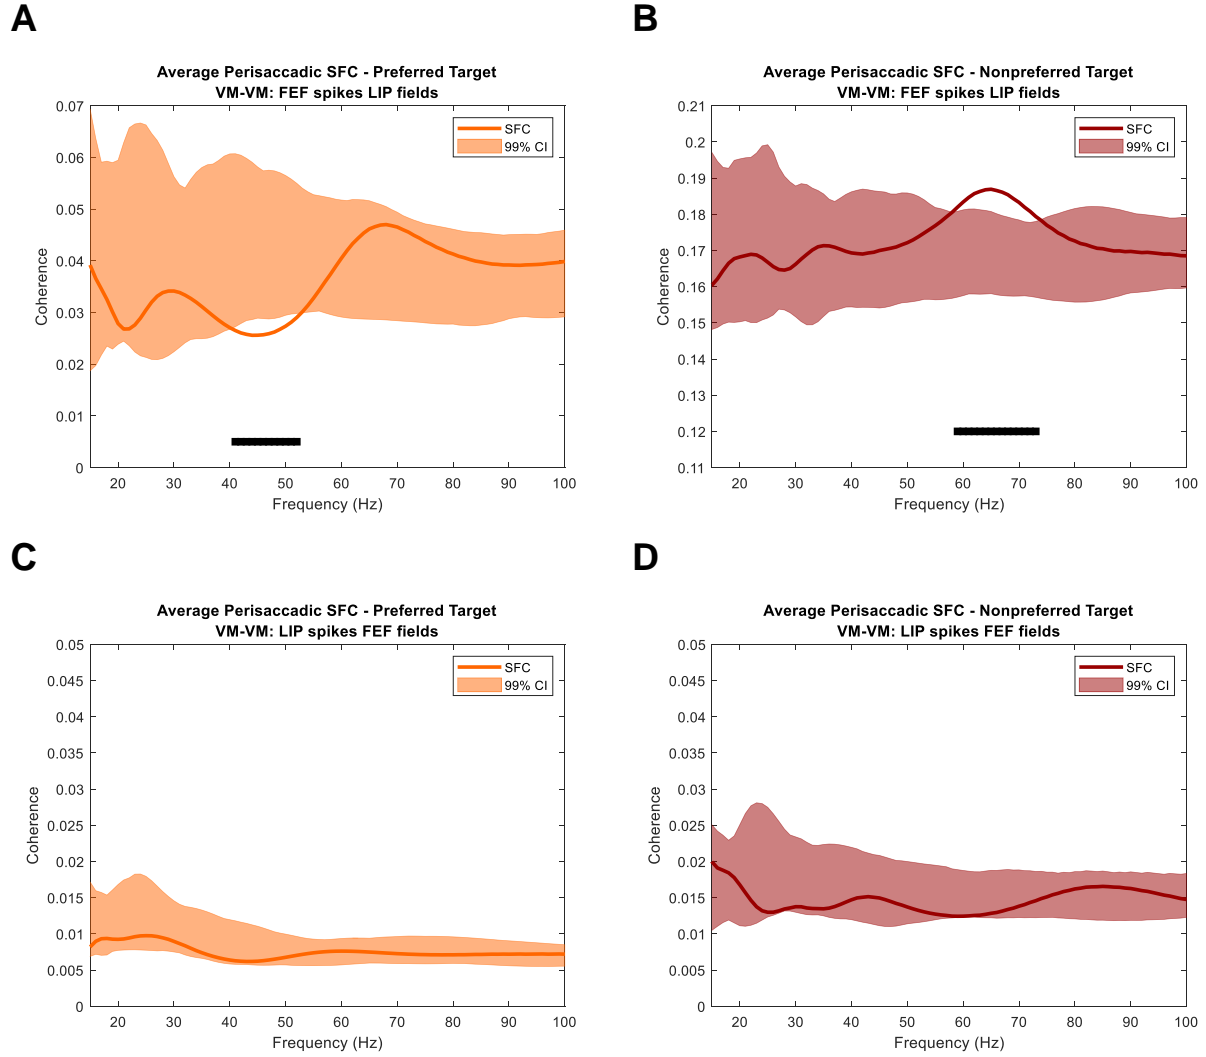 A
Average Perisaccadic SFC - Preferred Target
VM-VM: FEF spikes LIP fields
0.07
0.06
0.05
0.04
0.03
0.02
0.01
0
Coherence
SFC
99% CI
20 30 40 50 60 70 80 90 100
Frequency (Hz)
B
Average Perisaccadic SFC - Nonpreferred Target
VM-VM: FEF spikes LIP fields
0.21
0.2
0.19
0.18
0.17
0.16
0.15
0.14
0.13
0.12
0.11
Coherence
SFC
99% CI
20 30 40 50 60 70 80 90 100
Frequency (Hz)
C
Average Perisaccadic SFC - Preferred Target
VM-VM: LIP spikes FEF fields
0.05
0.045
0.04
0.035
0.03
0.025
0.02
0.015
0.01
0.005
0
Coherence
SFC
99% CI
20 30 40 50 60 70 80 90 100
Frequency (Hz)
D
Average Perisaccadic SFC - Nonpreferred Target
VM-VM: LIP spikes FEF fields
0.05
0.045
0.04
0.035
0.03
0.025
0.02
0.015
0.01
0.005
0
Coherence
SFC
99% CI
20 30 40 50 60 70 80 90 100
Frequency (Hz)